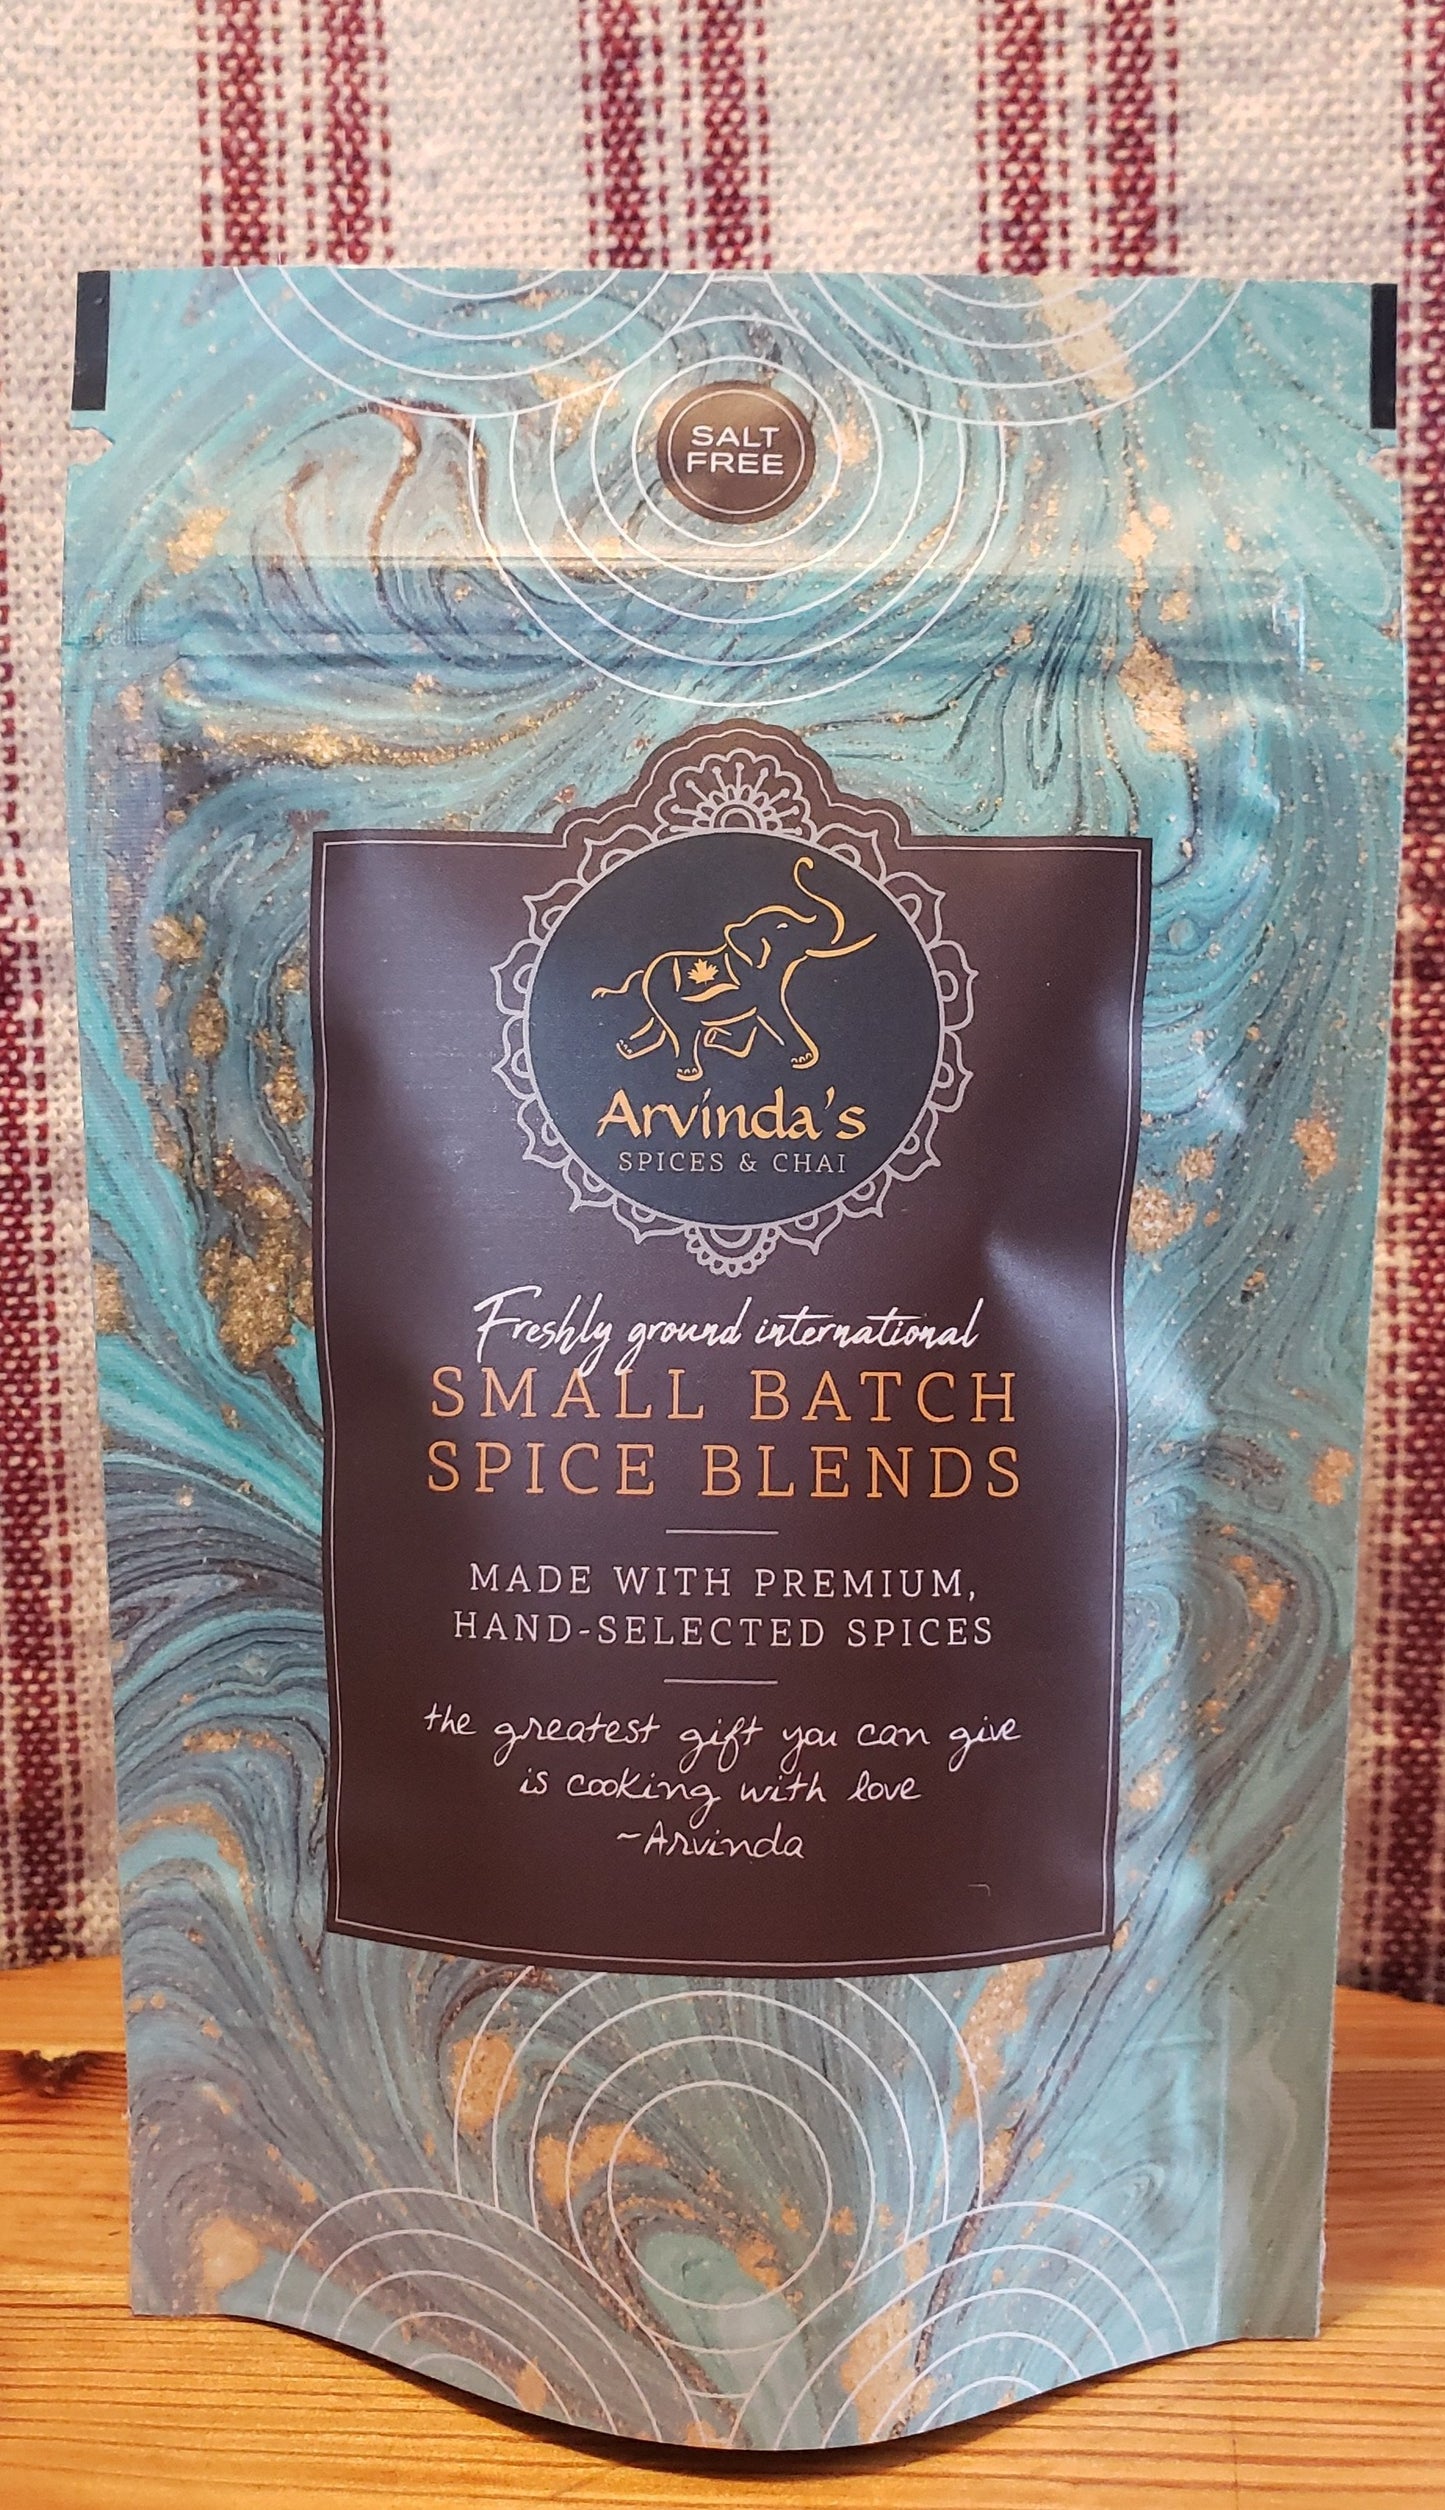 SALT
FREE
Arvinda's
SPICES & CHAI
Freshly ground international
SMALL BATCH
SPICE BLENDS
MADE WITH PREMIUM,
HAND-SELECTED SPICES
the greatest gift you can give
is cooking with love
~Arvinda